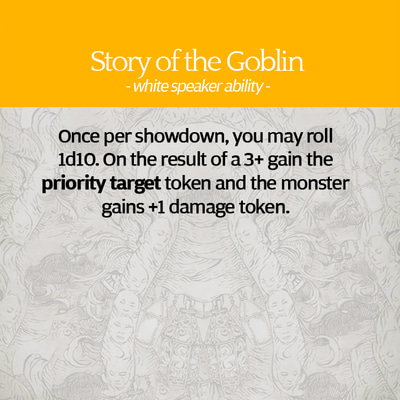 Story of the Goblin
- white speaker ability -
Once per showdown, you may roll
1d10. On the result of a 3+ gain the
priority target token and the monster
gains +1 damage token.